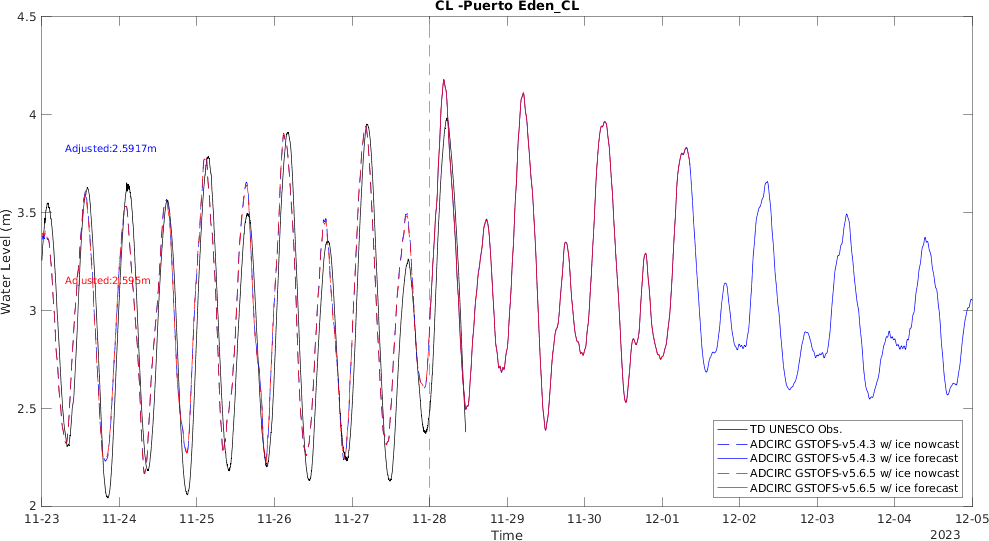 CL -Puerto Eden_CL
4.5
4
3.5
3
2.5
2
Water Level (m)
Adjusted:2.5917m
Adjusted:2.595m
TD UNESCO Obs.
ADCIRC GSTOFS-v5.4.3 w/ ice nowcast
ADCIRC GSTOFS-v5.4.3 w/ ice forecast
ADCIRC GSTOFS-v5.6.5 w/ ice nowcast
ADCIRC GSTOFS-v5.6.5 w/ ice forecast
11-23 11-24 11-25 11-26 11-27 11-28 11-29 11-30 12-01 12-02 12-03 12-04 12-05
Time
2023